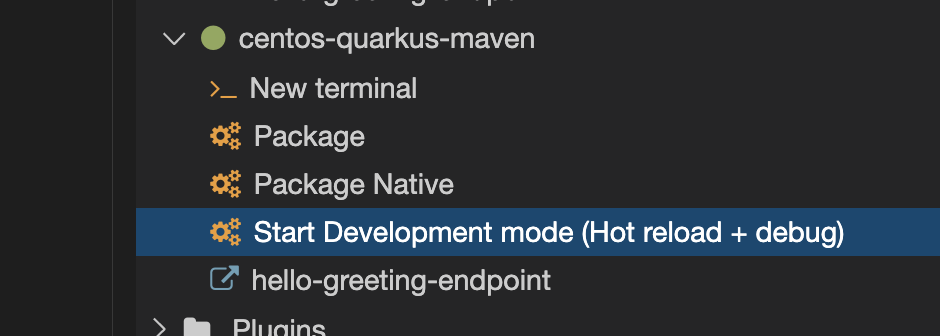 centos-quarkus-maven
New terminal
Package
Package Native
Start Development mode (Hot reload + debug)
hello-greeting-endpoint
Plugins